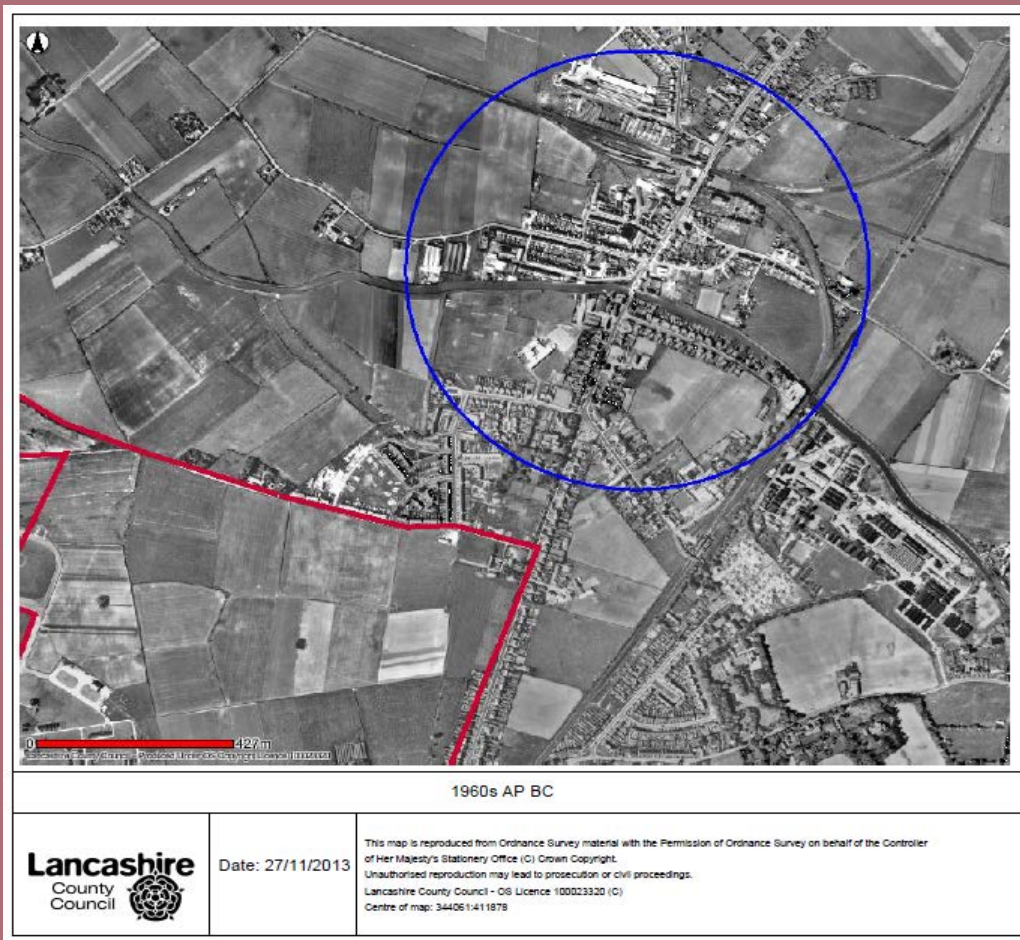 0 427m
1960s AP BC
Lancashire
County
Council
Date: 27/11/2013
This map is reproduced from Ordnance Survey material with the Permission of Ordnance Survey on behalf of the Controller
of Her Majesty's Stationery Office (C) Crown Copyright.
Unauthorised reproduction may lead to prosecution or civil proceedings.
Lancashire County Council - OS Licence 100023320 (C)
Centre of map: 344061:411878